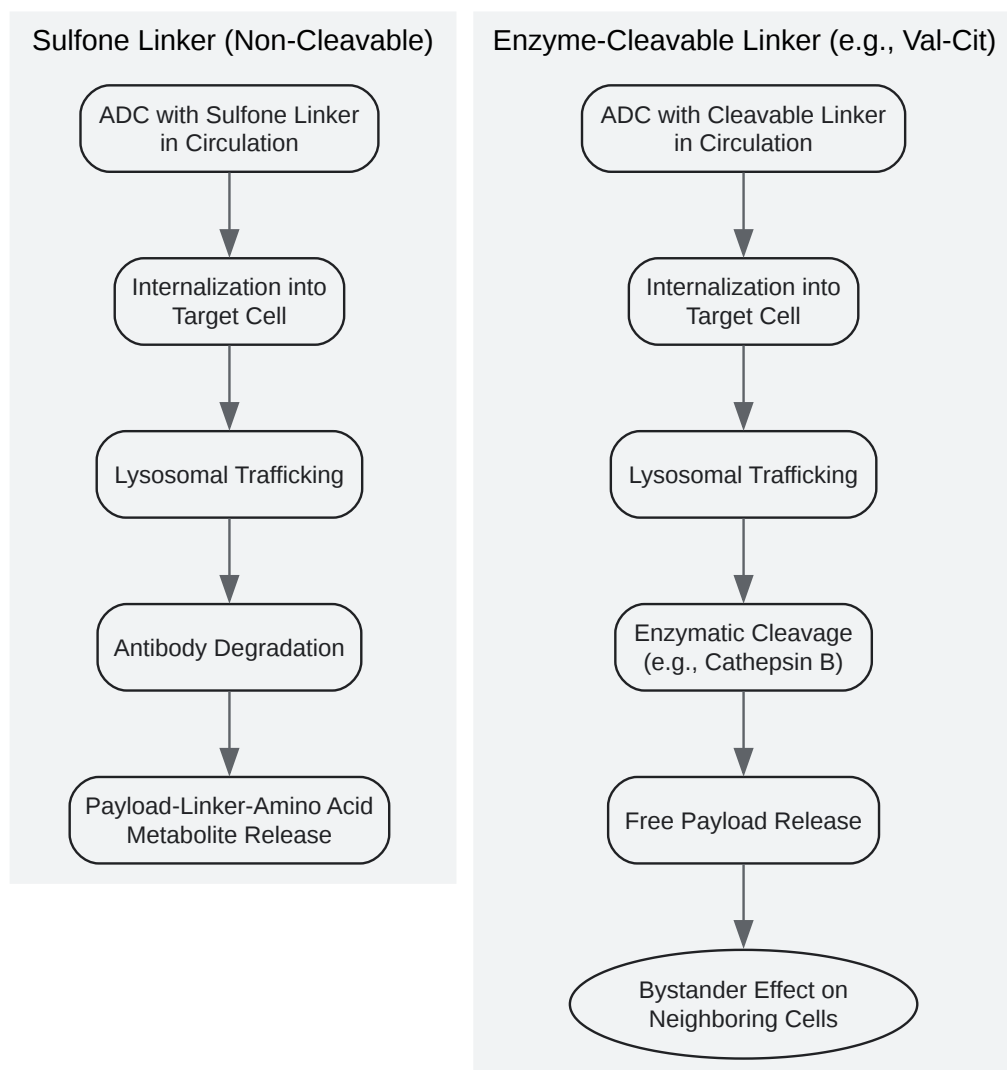 Sulfone Linker (Non-Cleavable)
ADC with Sulfone Linker
in Circulation
Internalization into
Target Cell
Lysosomal Trafficking
Antibody Degradation
Payload-Linker-Amino Acid
Metabolite Release
Enzyme-Cleavable Linker (e.g., Val-Cit)
ADC with Cleavable Linker
in Circulation
Internalization into
Target Cell
Lysosomal Trafficking
Enzymatic Cleavage
(e.g., Cathepsin B)
Free Payload Release
Bystander Effect on
Neighboring Cells